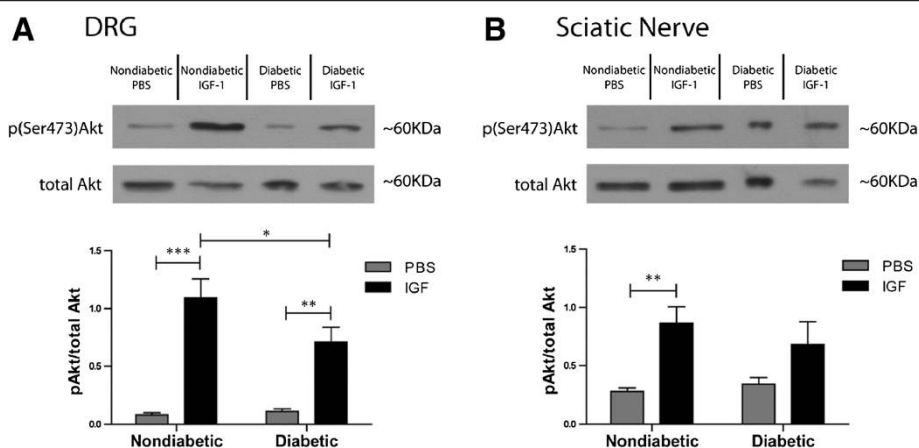 A DRG
Nondiabetic PBS
Nondiabetic IGF-1
Diabetic PBS
Diabetic IGF-1
p(Ser473)Akt
~60KDa
total Akt
~60KDa
pAkt/total Akt
1.5
1.0
0.5
0.0
***
*
**
PBS
IGF
Nondiabetic
Diabetic
B Sciatic Nerve
Nondiabetic PBS
Nondiabetic IGF-1
Diabetic PBS
Diabetic IGF-1
p(Ser473)Akt
~60KDa
total Akt
~60KDa
pAkt/total Akt
1.5
1.0
0.5
0.0
**
PBS
IGF
Nondiabetic
Diabetic